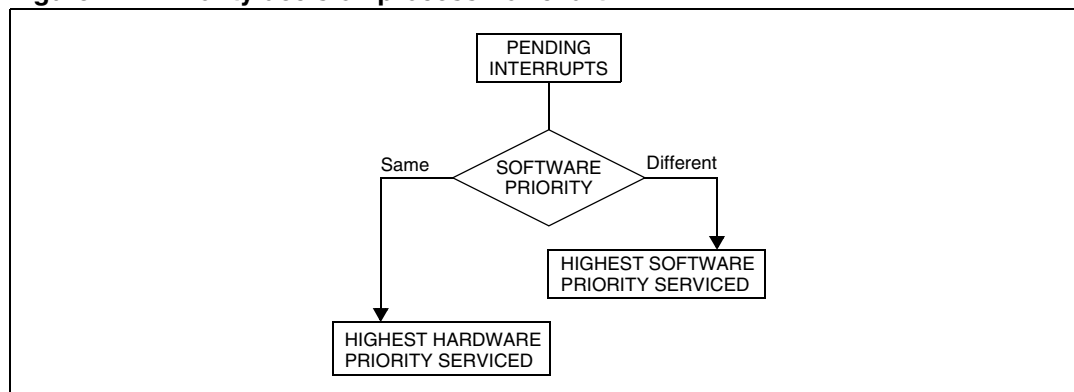 PENDING
INTERRUPTS
Same
SOFTWARE
PRIORITY
Different
HIGHEST SOFTWARE
PRIORITY SERVICED
HIGHEST HARDWARE
PRIORITY SERVICED